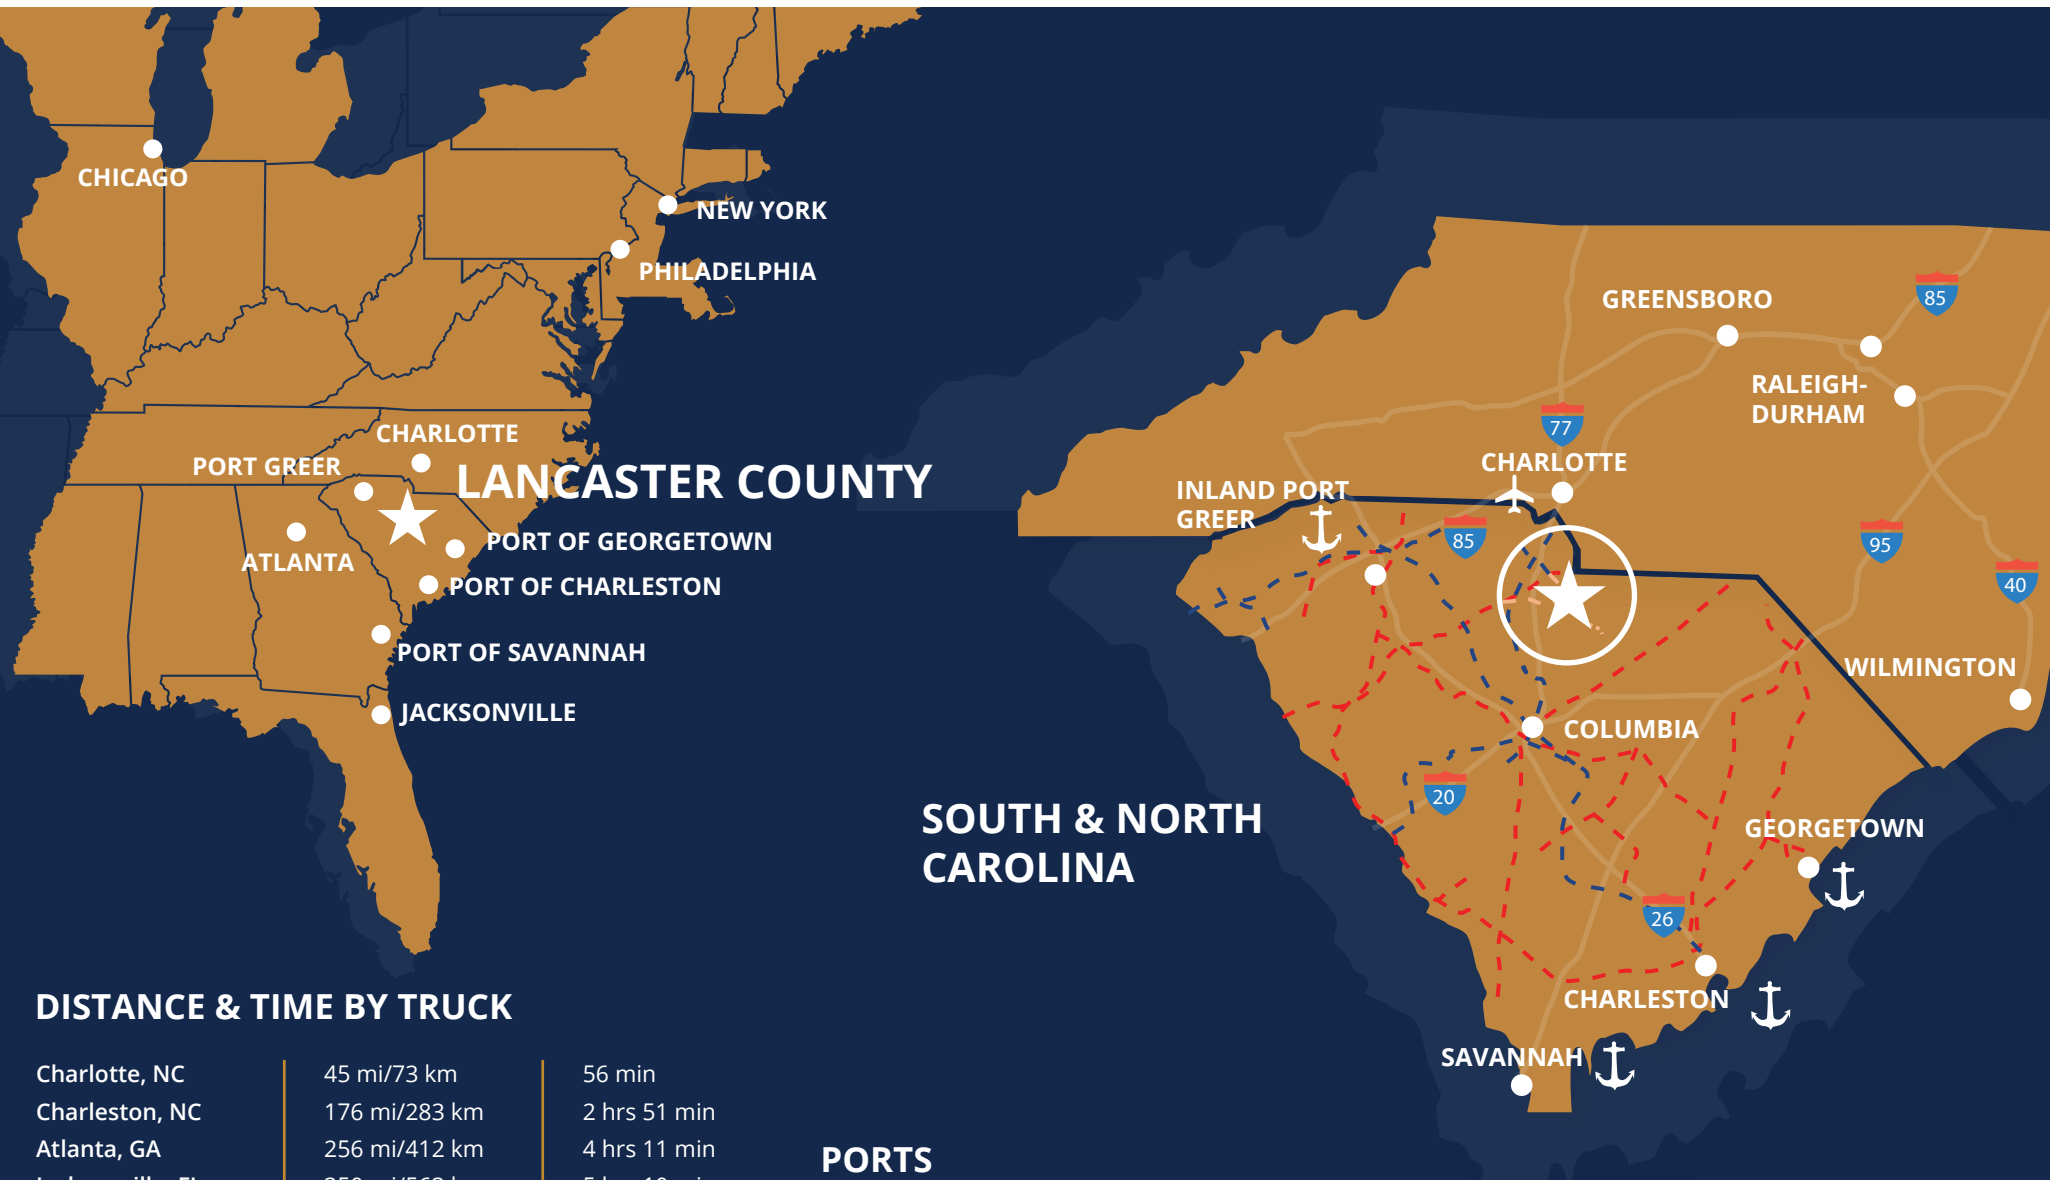 CHICAGO
NEW YORK
PHILADELPHIA
CHARLOTTE
PORT GREER
LANCASTER COUNTY
ATLANTA
PORT OF GEORGETOWN
PORT OF CHARLESTON
PORT OF SAVANNAH
JACKSONVILLE
GREENSBORO
85
RALEIGH-
DURHAM
77
CHARLOTTE
INLAND PORT
GREER
85
95
40
WILMINGTON
COLUMBIA
20
GEORGETOWN
26
CHARLESTON
SAVANNAH
SOUTH & NORTH
CAROLINA
DISTANCE & TIME BY TRUCK
Charlotte, NC 45 mi/73 km 56 min
Charleston, NC 176 mi/283 km 2 hrs 51 min
Atlanta, GA 256 mi/412 km 4 hrs 11 min
PORTS